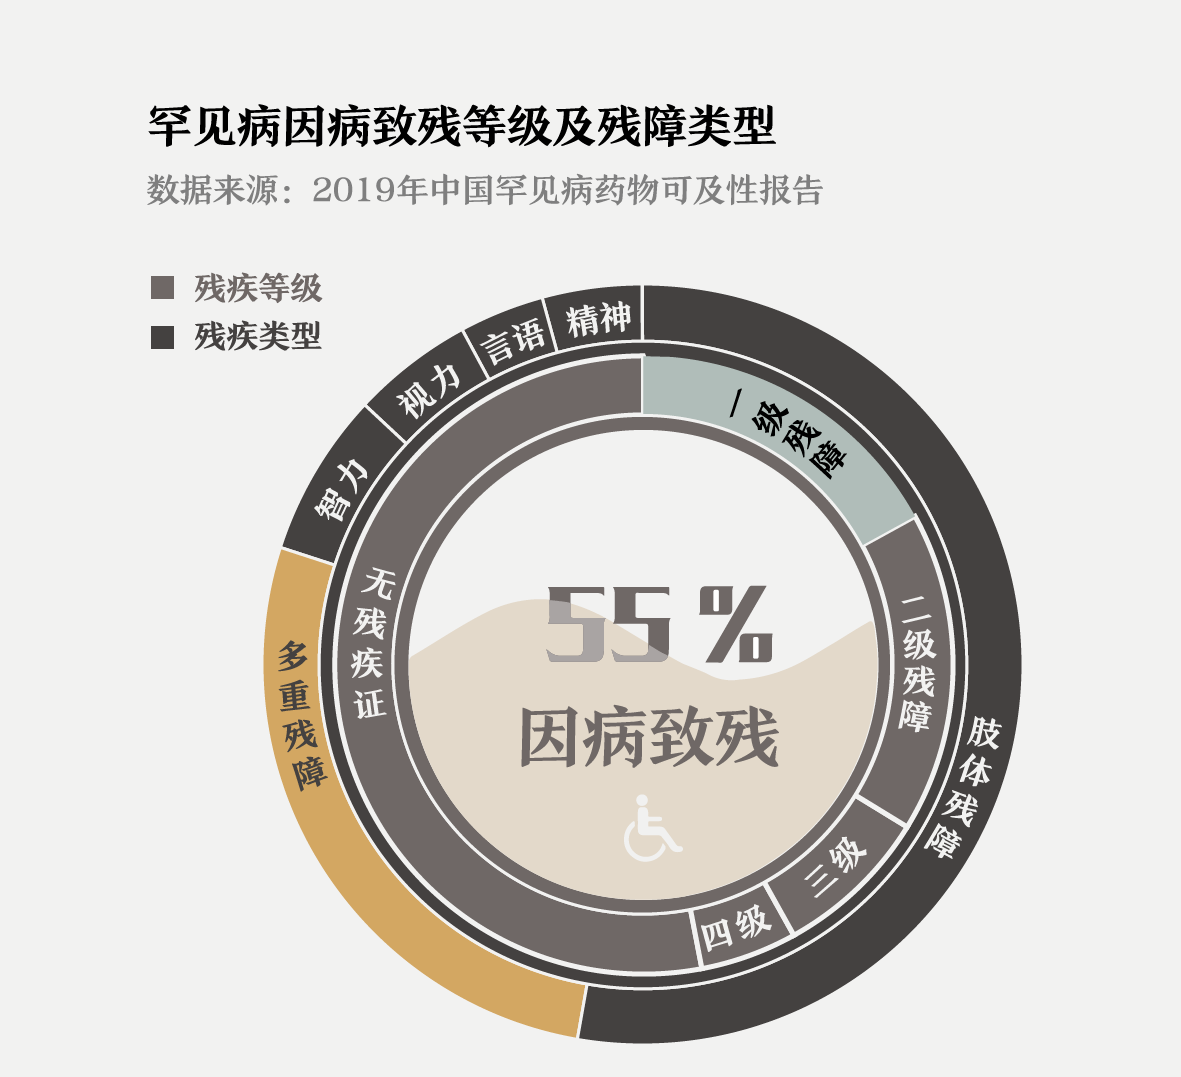 罕见病因病致残等级及残障类型
数据来源：2019年中国罕见病药物可及性报告
残疾等级
残疾类型
精神
言语
视力
智力
多重残障
肢体残障
一级残障
二级残障
三级
四级
无残疾证
55%
因病致残